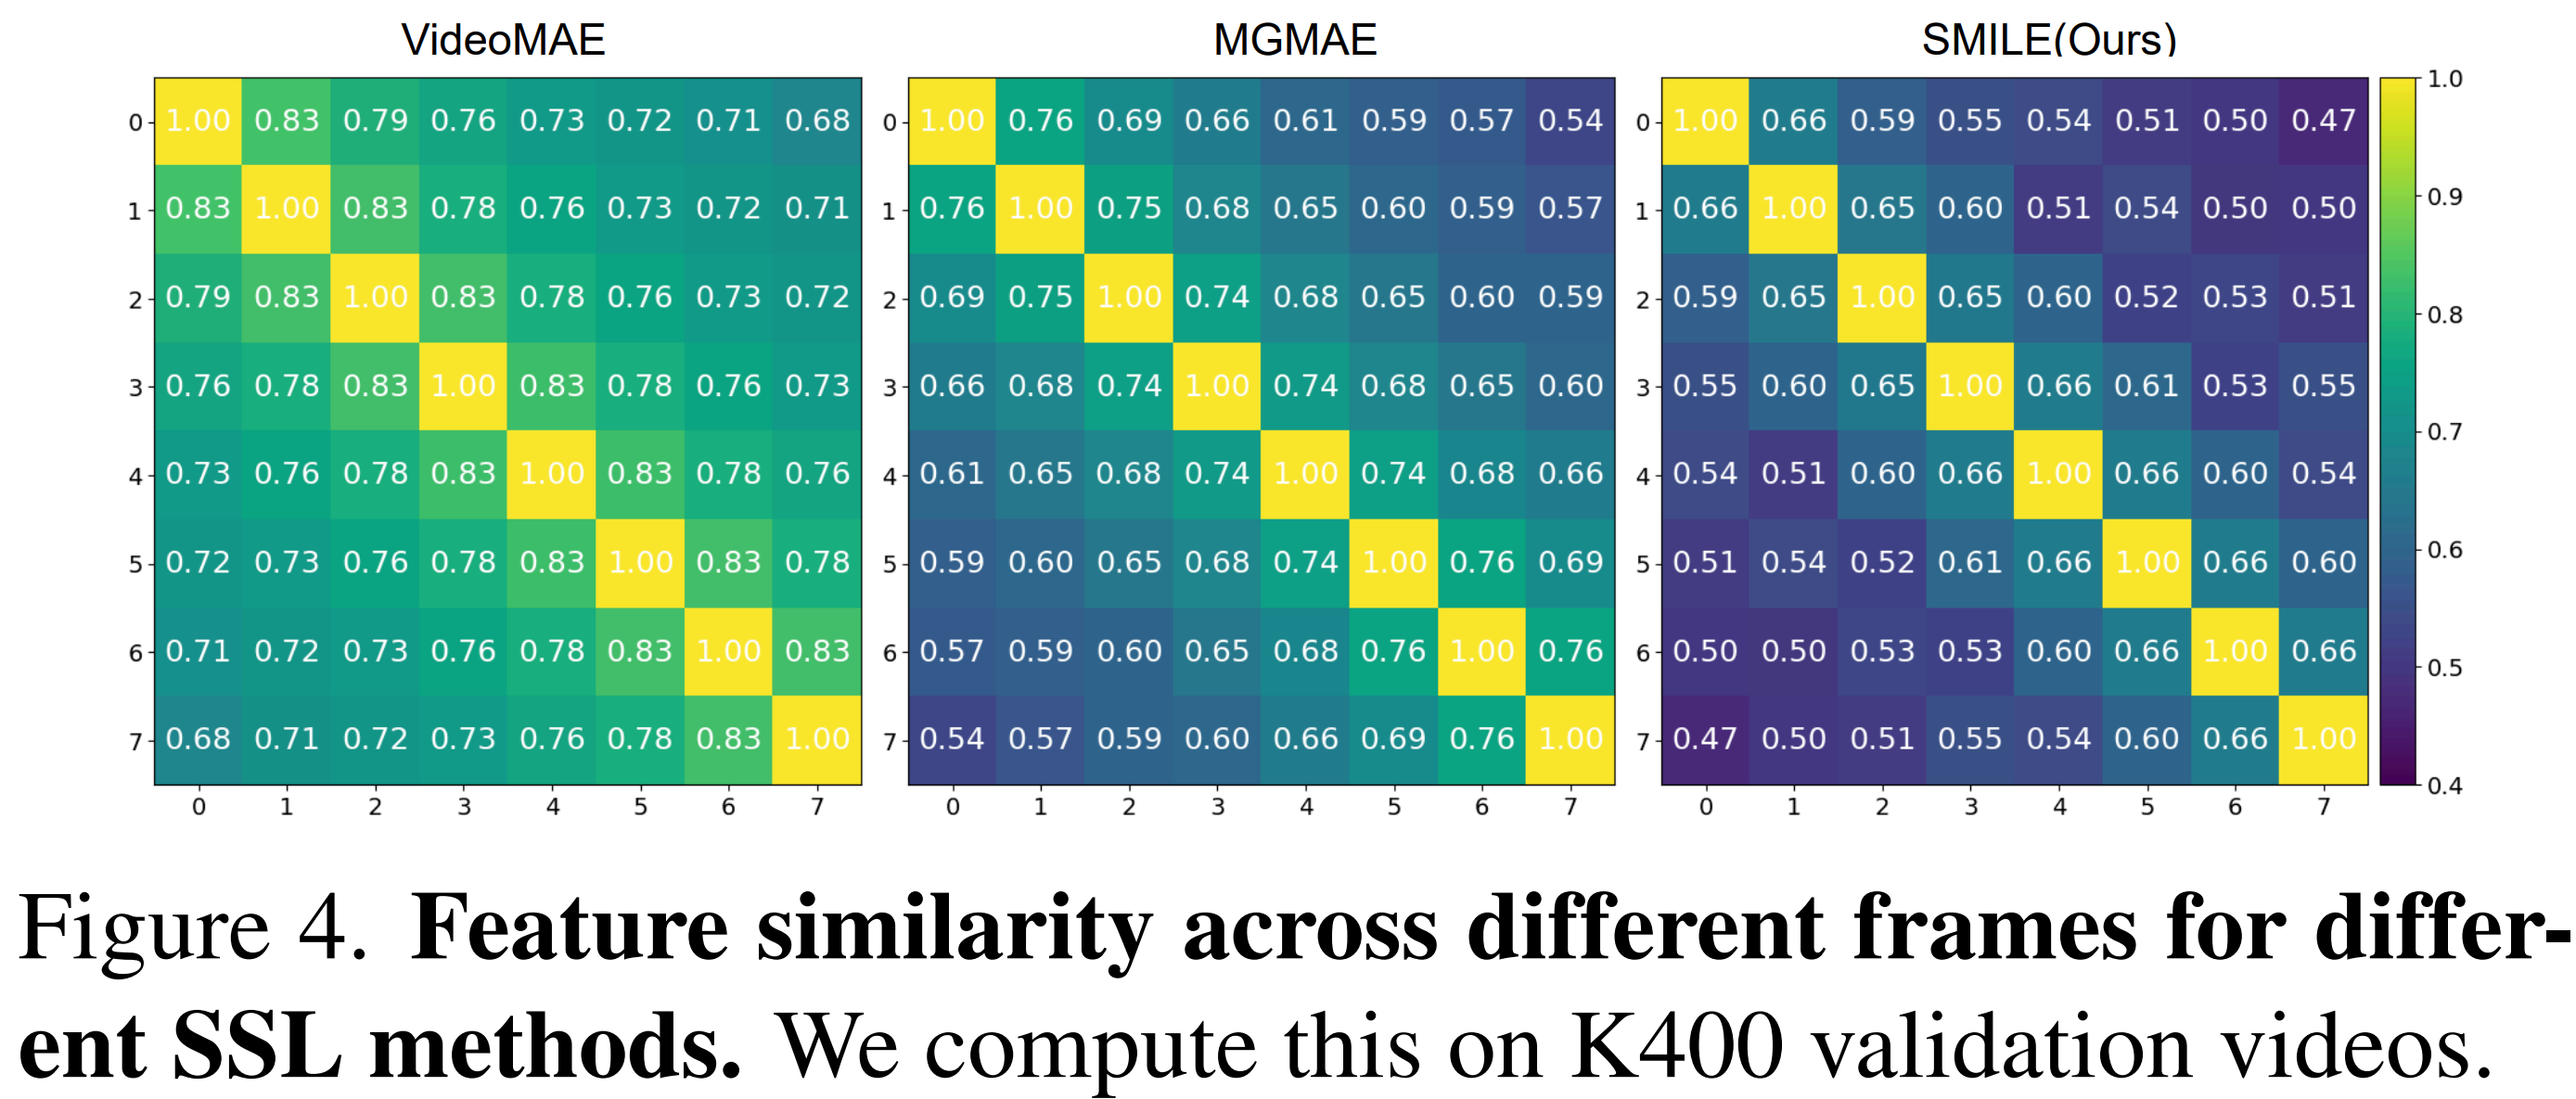 VideoMAE MGMAE SMILE(Ours)
0 1.00 0.83 0.79 0.76 0.73 0.72 0.71 0.68 0 1.00 0.76 0.69 0.66 0.61 0.59 0.57 0.54 0 1.00 0.66 0.59 0.55 0.54 0.51 0.50 0.47 1.0
1 0.83 1.00 0.83 0.78 0.76 0.73 0.72 0.71 1 0.76 1.00 0.75 0.68 0.65 0.60 0.59 0.57 1 0.66 1.00 0.65 0.60 0.51 0.54 0.50 0.50 0.9
2 0.79 0.83 1.00 0.83 0.78 0.76 0.73 0.72 2 0.69 0.75 1.00 0.74 0.68 0.65 0.60 0.59 2 0.59 0.65 1.00 0.65 0.60 0.52 0.53 0.51 0.8
3 0.76 0.78 0.83 1.00 0.83 0.78 0.76 0.73 3 0.66 0.68 0.74 1.00 0.74 0.68 0.65 0.60 3 0.55 0.60 0.65 1.00 0.66 0.61 0.53 0.55 0.7
4 0.73 0.76 0.78 0.83 1.00 0.83 0.78 0.76 4 0.61 0.65 0.68 0.74 1.00 0.74 0.68 0.66 4 0.54 0.51 0.60 0.66 1.00 0.66 0.60 0.54
5 0.72 0.73 0.76 0.78 0.83 1.00 0.83 0.78 5 0.59 0.60 0.65 0.68 0.74 1.00 0.76 0.69 5 0.51 0.54 0.52 0.61 0.66 1.00 0.66 0.60 0.6
6 0.71 0.72 0.73 0.76 0.78 0.83 1.00 0.83 6 0.57 0.59 0.60 0.65 0.68 0.76 1.00 0.76 6 0.50 0.50 0.53 0.53 0.60 0.66 1.00 0.66 0.5
7 0.68 0.71 0.72 0.73 0.76 0.78 0.83 1.00 7 0.54 0.57 0.59 0.60 0.66 0.69 0.76 1.00 7 0.47 0.50 0.51 0.55 0.54 0.60 0.66 1.00 0.4
0 1 2 3 4 5 6 7 0 1 2 3 4 5 6 7 0 1 2 3 4 5 6 7
Figure 4. Feature similarity across different frames for differ-
ent SSL methods. We compute this on K400 validation videos.